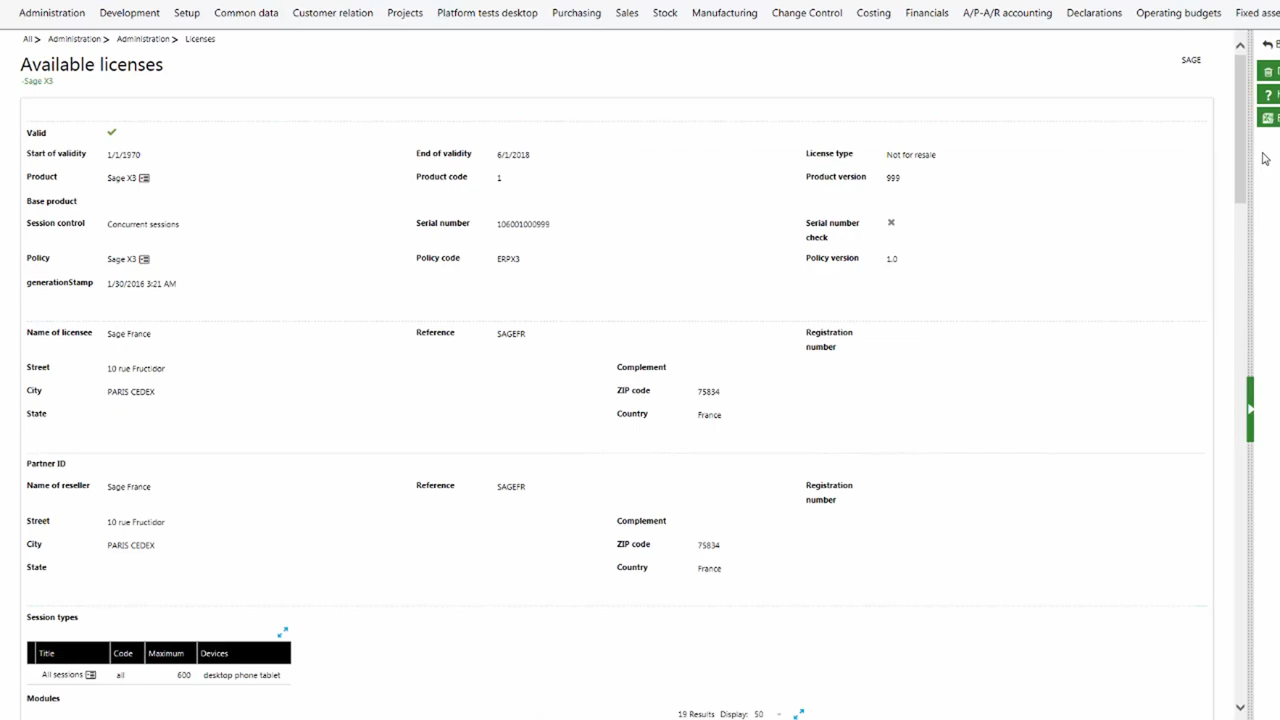 Administration Development Setup Common data Customer relation Projects Platform tests desktop Purchasing Sales Stock Manufacturing Change Control Costing Financials A/P-A/R accounting Declarations Operating budgets Fixed asse
All > Administration > Administration > Licenses
Available licenses
SAGE
-Sage X3
Valid
Start of validity 1/1/1970 End of validity 6/1/2018 License type Not for resale
Product Sage X3 Product code 1 Product version 999
Base product
Session control Concurrent sessions Serial number 106001000999 Serial number
check
Policy Sage X3 Policy code ERPX3 Policy version 1.0
generationStamp 1/30/2016 3:21 AM
Name of licensee Sage France Reference SAGEFR Registration
number
Street 10 rue Fructidor Complement
City PARIS CEDEX ZIP code 75834
State Country France
Partner ID
Name of reseller Sage France Reference SAGEFR Registration
number
Street 10 rue Fructidor Complement
City PARIS CEDEX ZIP code 75834
State Country France
Session types
Title Code Maximum Devices
All sessions all 600 desktop phone tablet
Modules
19 Results Display: 50